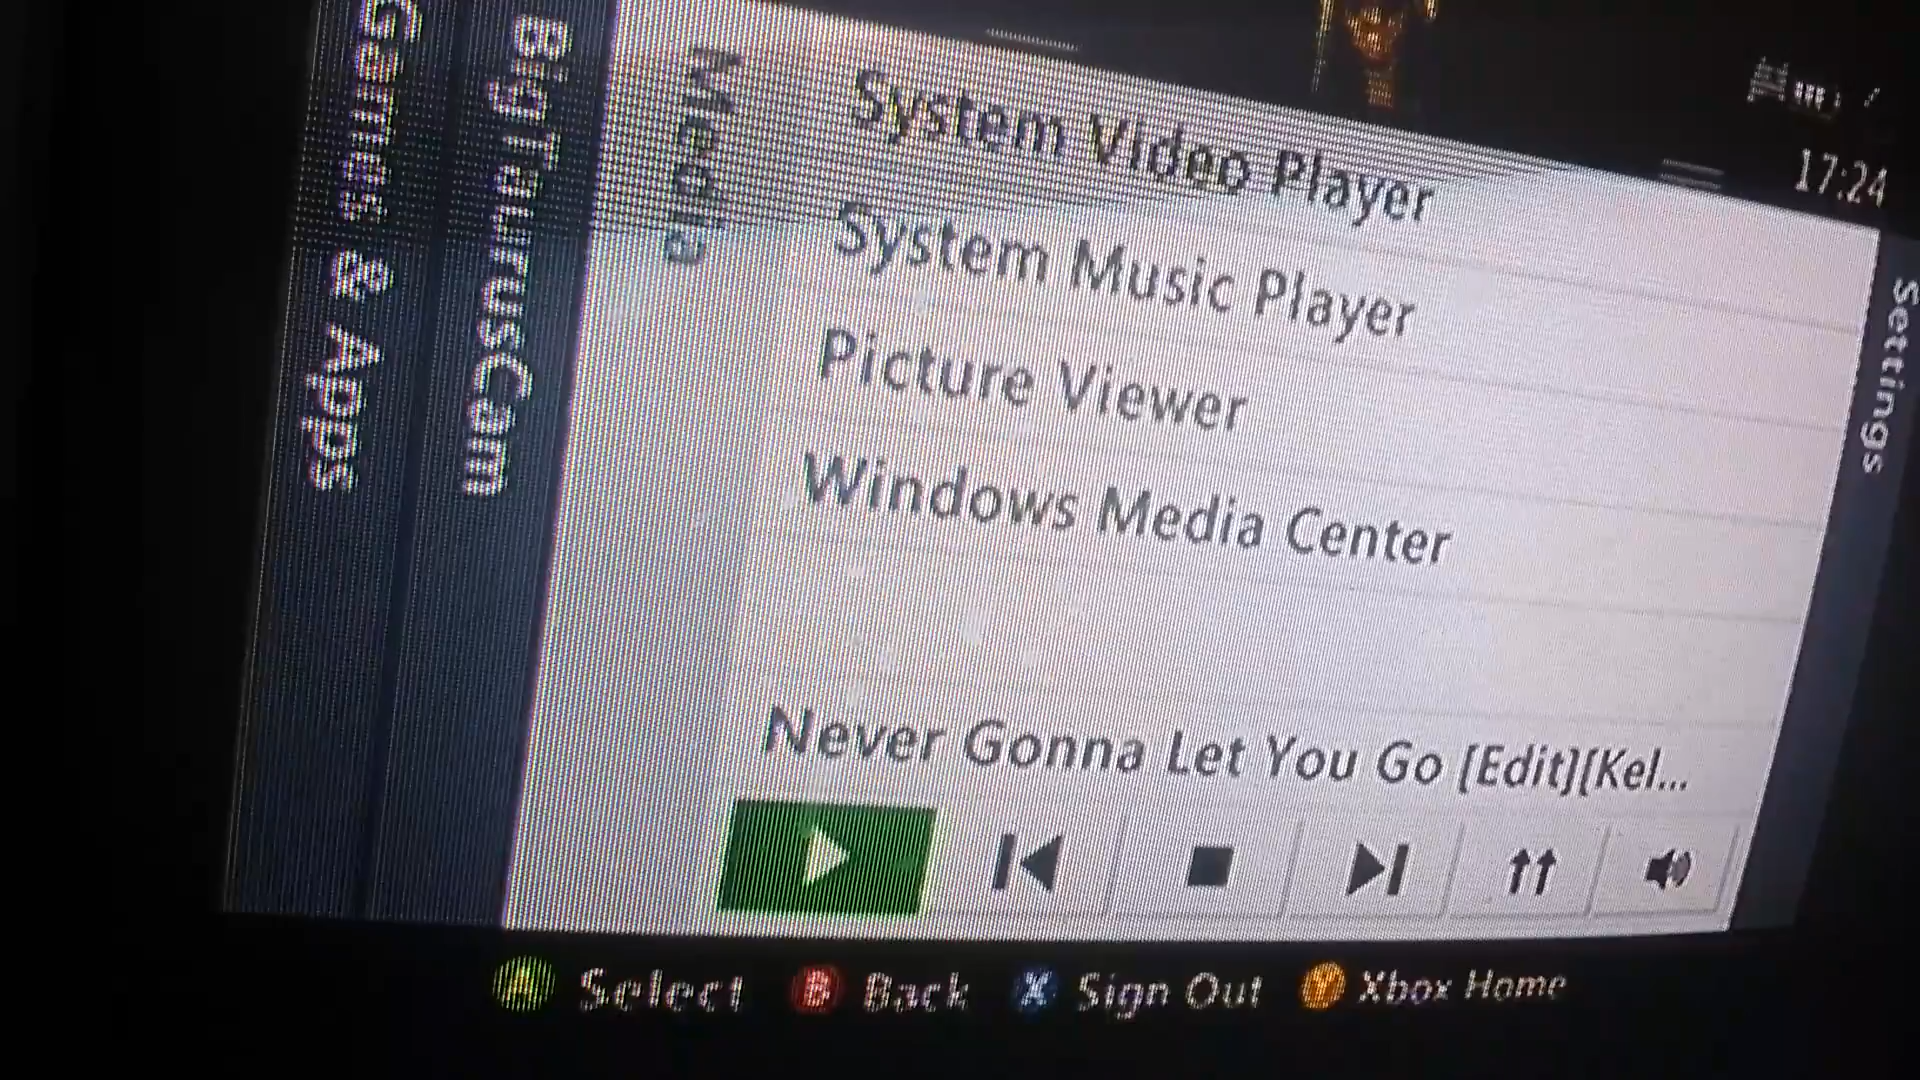 Games & Apps
BigTaurusCam
Media
System Video Player
System Music Player
Picture Viewer
Windows Media Center
Never Gonna Let You Go [Edit][Kel...
17:24
Settings
A Select B Back X Sign Out Y Xbox Home